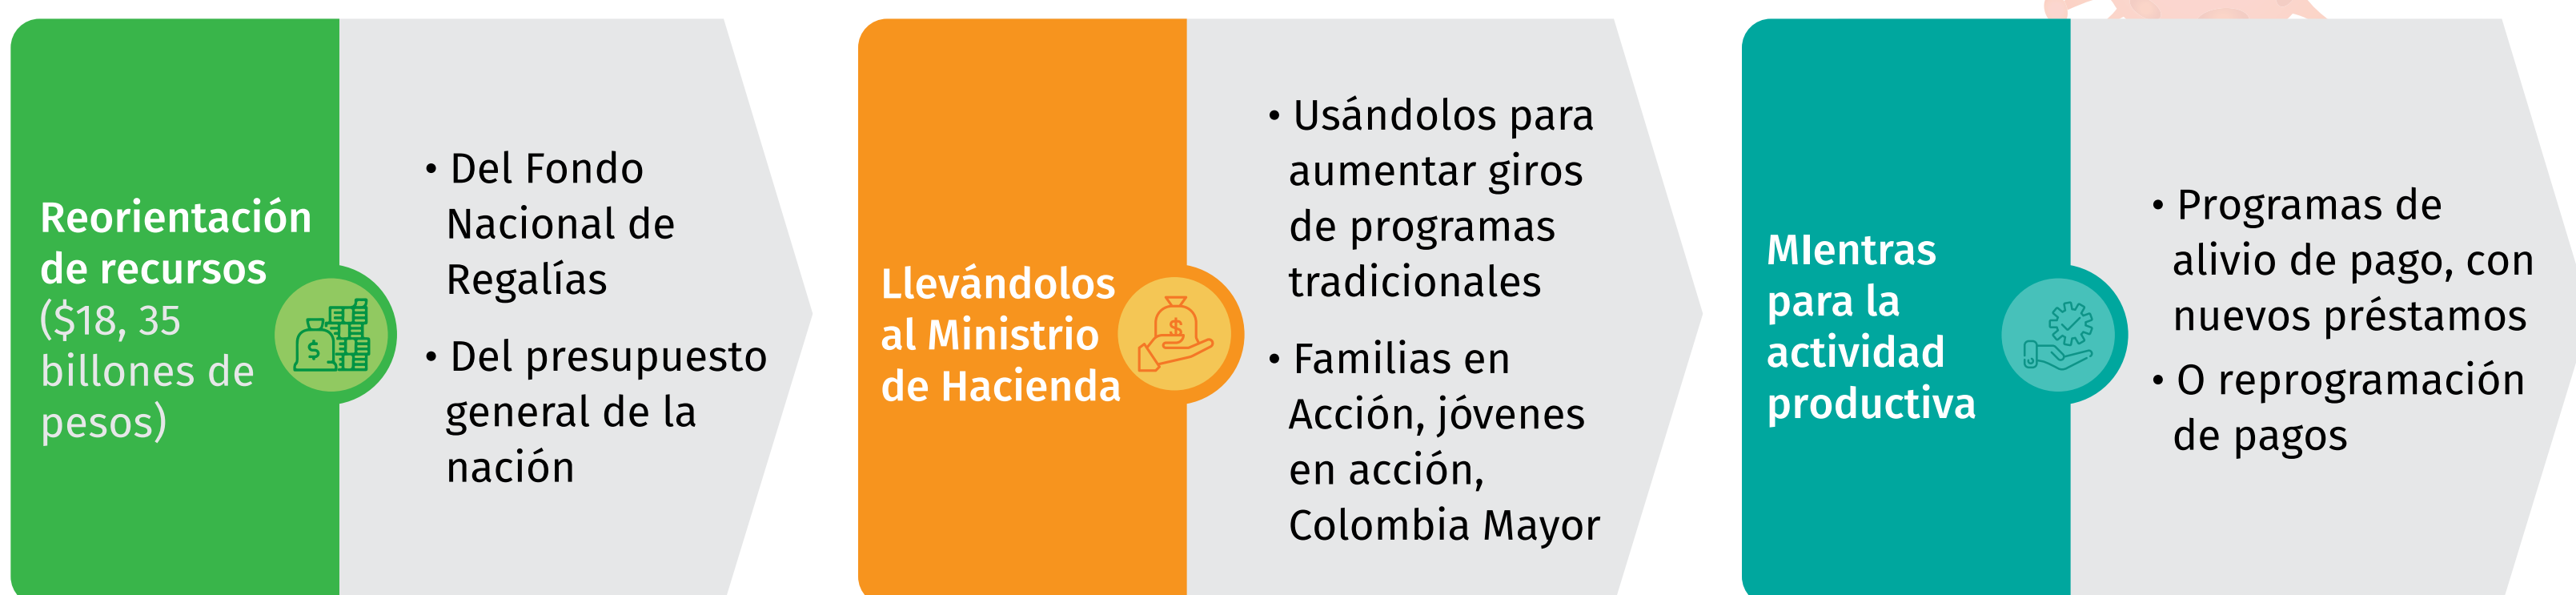 Reorientación
de recursos
($18, 35
billones de
pesos)
• Del Fondo
Nacional de
Regalías
• Del presupuesto
general de la
nación
Llevándolos
al Ministrio
de Hacienda
• Usándolos para
aumentar giros
de programas
tradicionales
• Familias en
Acción, jóvenes
en acción,
Colombia Mayor
MIentras
para la
actividad
productiva
• Programas de
alivio de pago, con
nuevos préstamos
• O reprogramación
de pagos